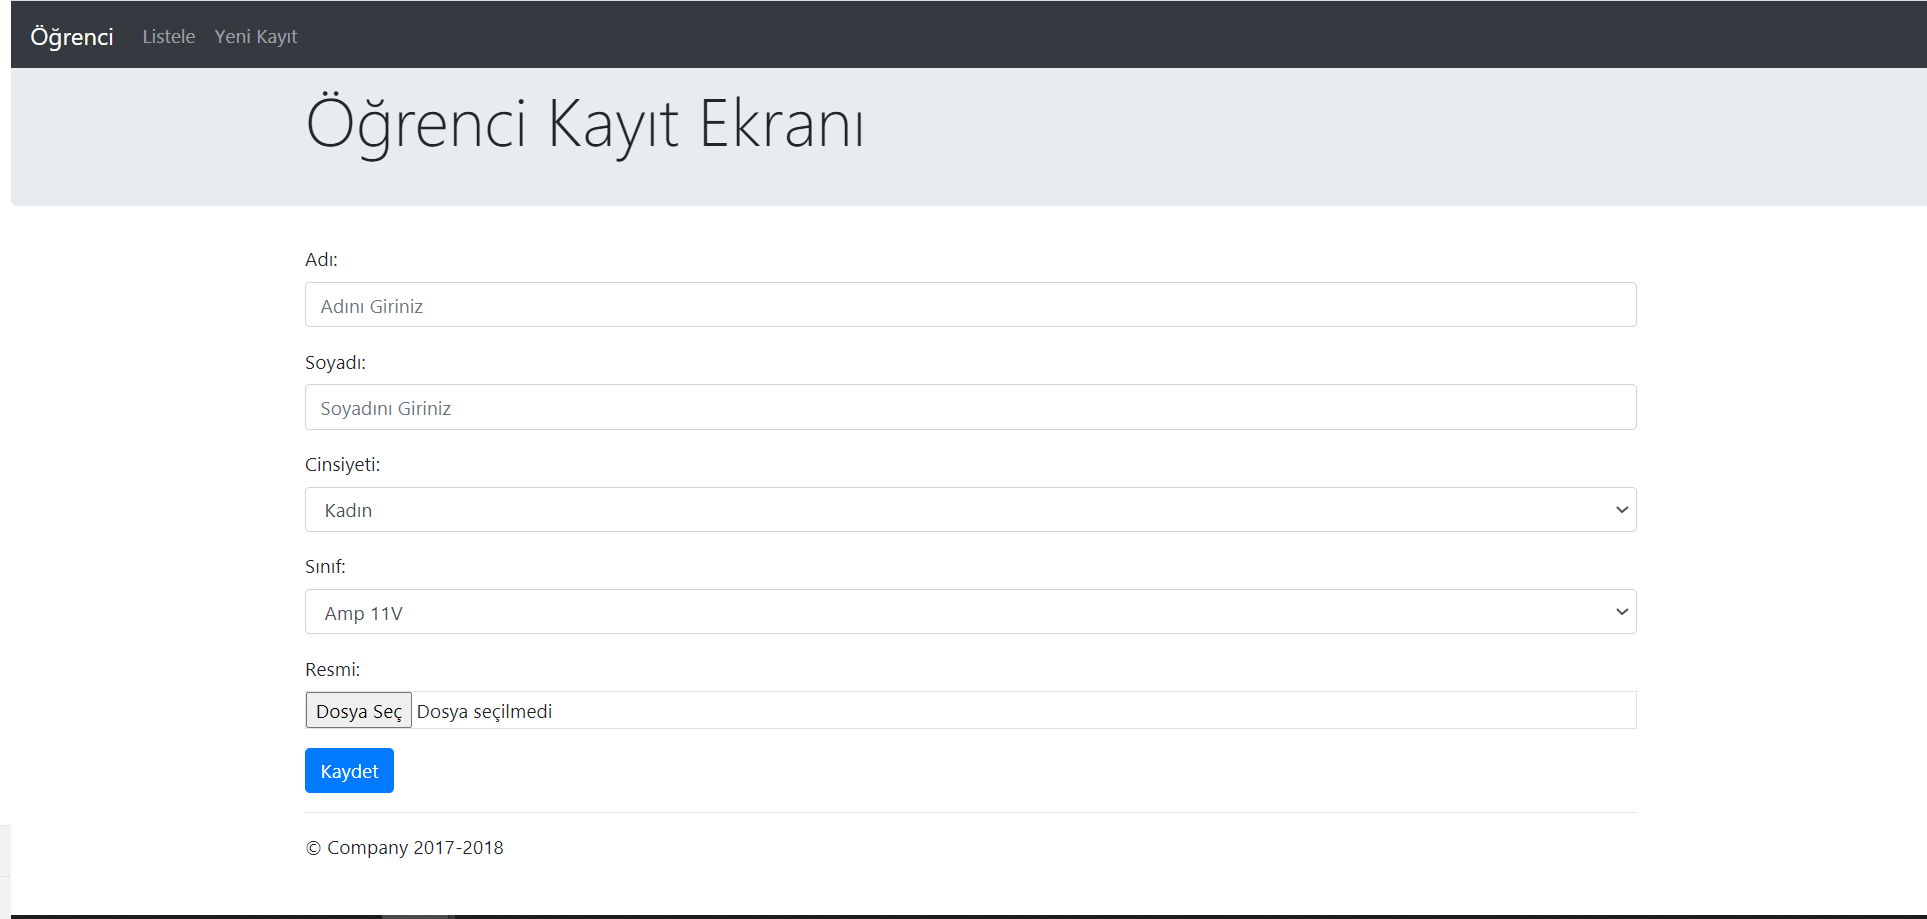 Öğrenci Listele Yeni Kayıt
Öğrenci Kayıt Ekranı
Adı:
Adını Giriniz
Soyadı:
Soyadını Giriniz
Cinsiyeti:
Kadın
Sınıf:
Amp 11V
Resmi:
Dosya Seç Dosya seçilmedi
Kaydet
© Company 2017-2018